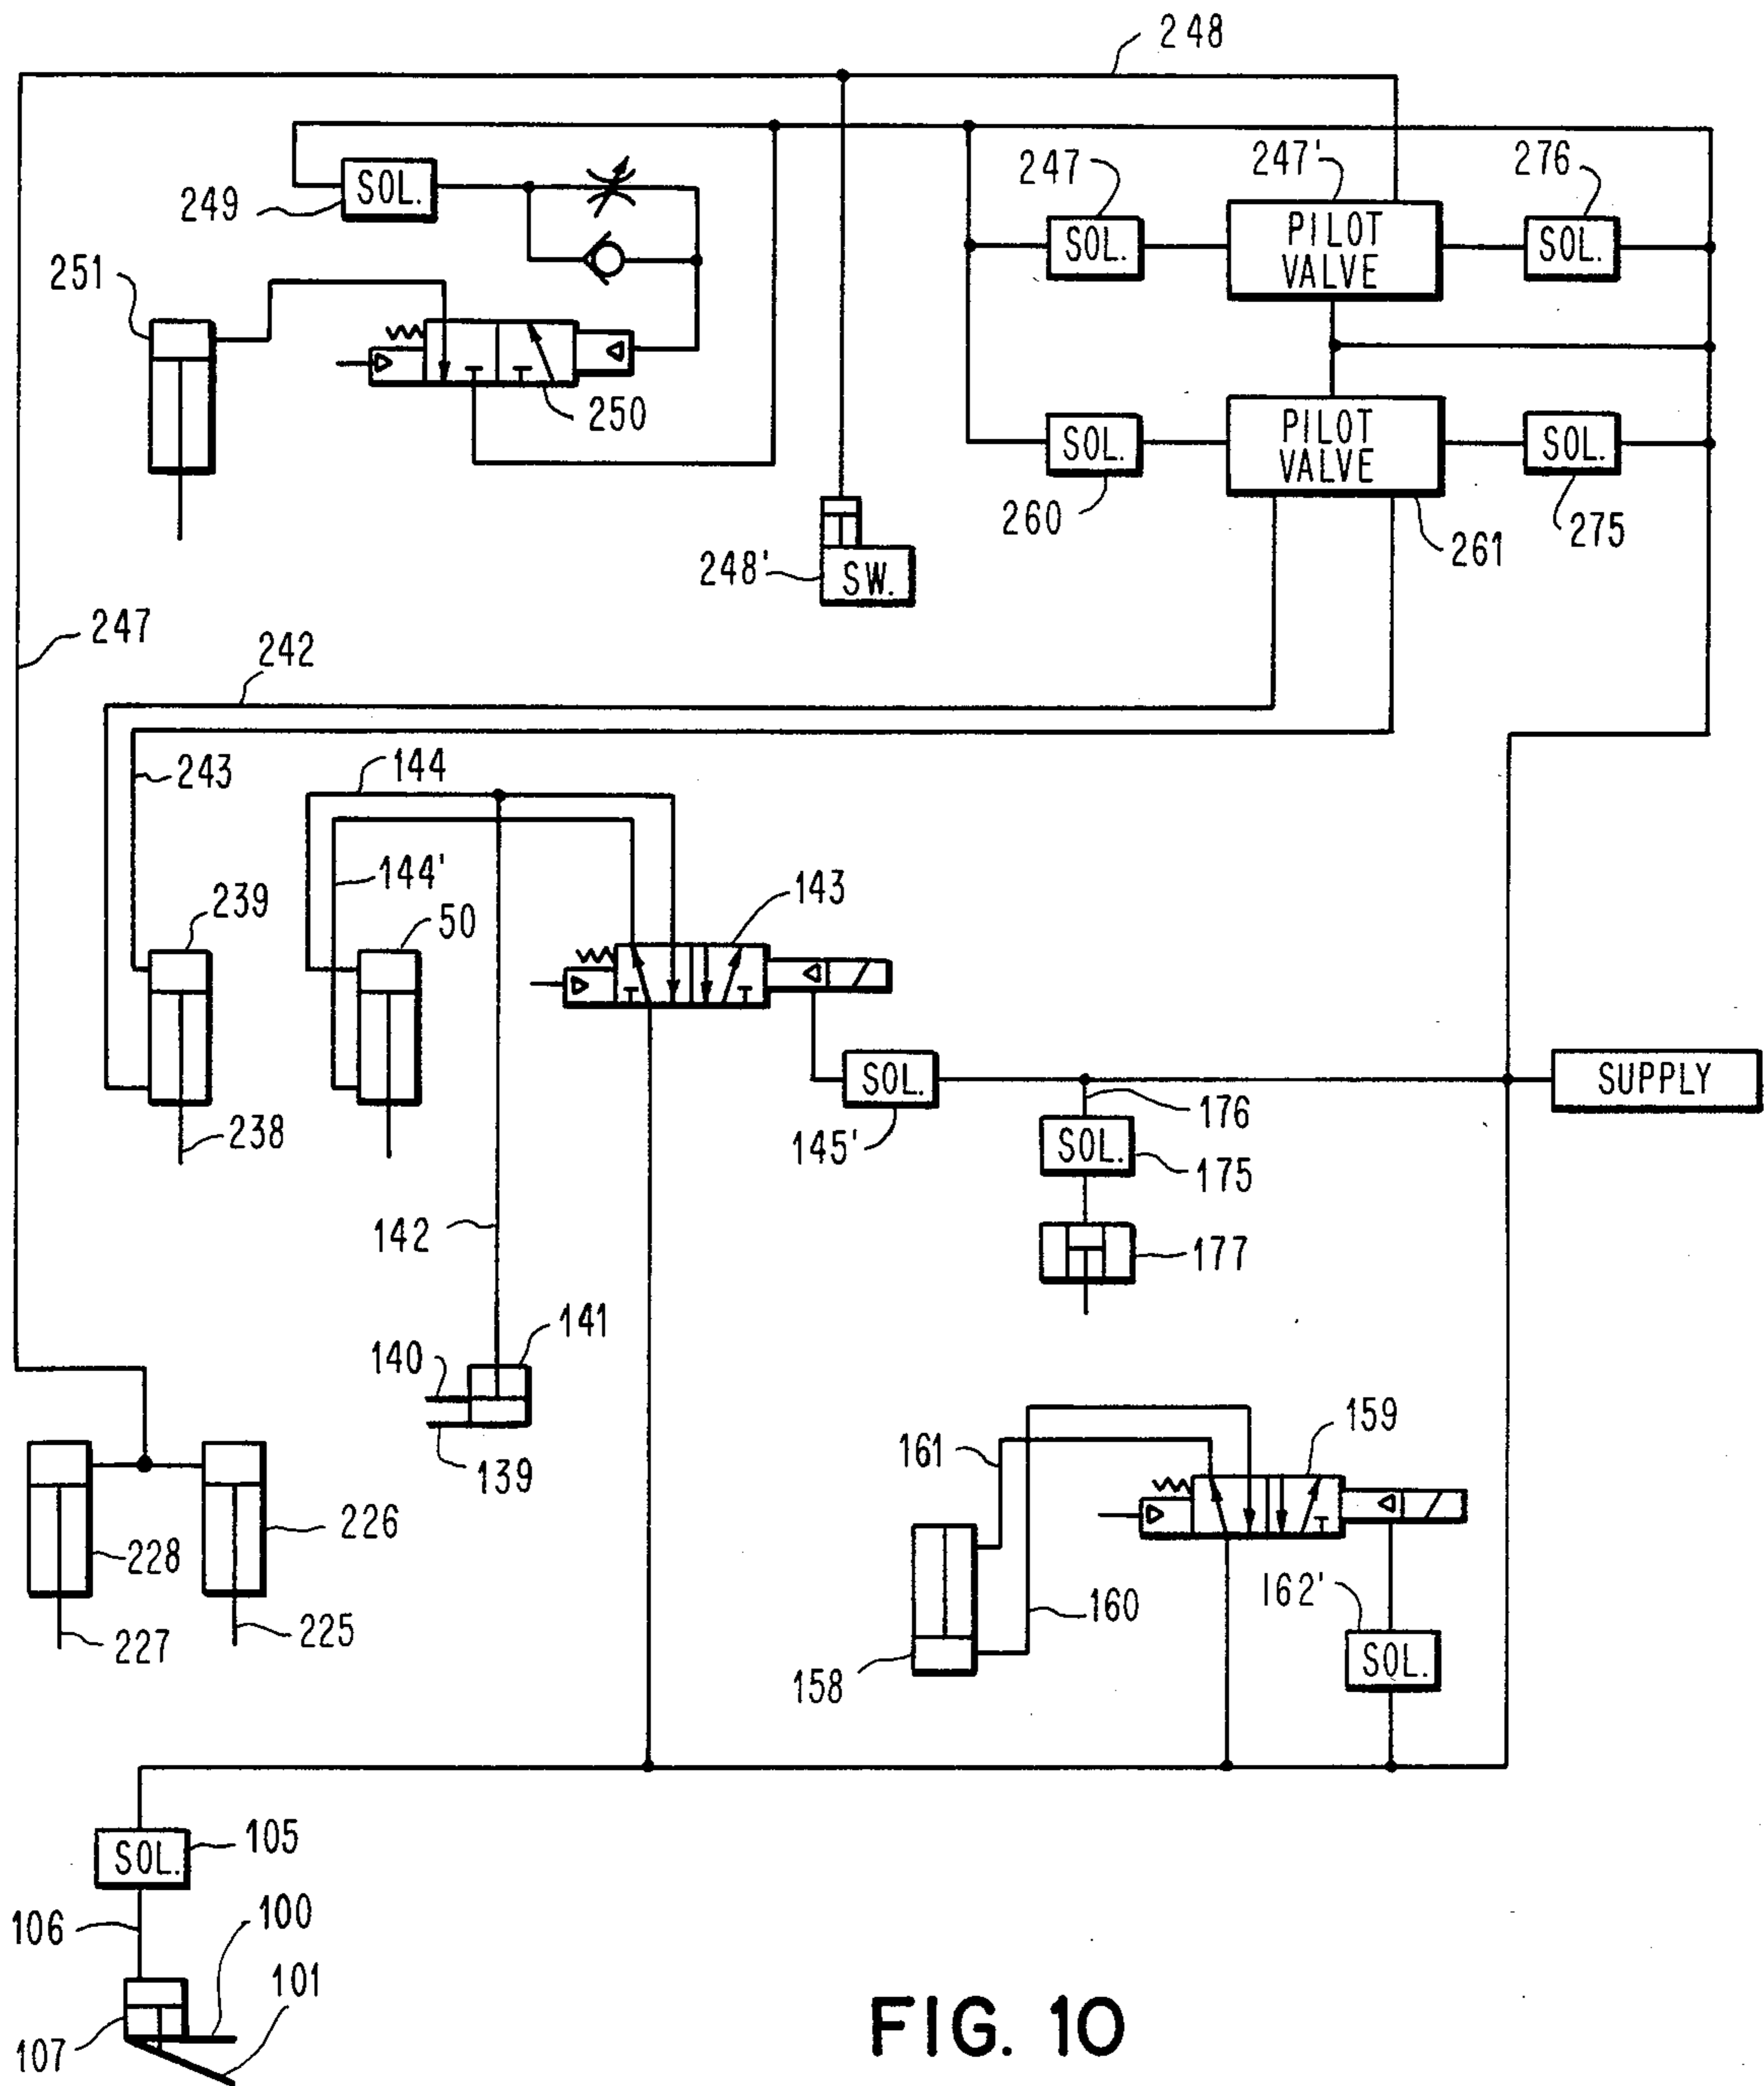 248
247
247'
276
SOL.
249
251
SOL.
PILOT
VALVE
SOL.
250
SOL.
PILOT
VALVE
SOL.
260
275
261
248'
SW.
247
242
243
144
144'
143
239
50
SOL.
SUPPLY
145'
176
238
SOL.
175
142
177
141
140
139
159
161
226
228
162'
160
225
227
158
SOL.
105
SOL.
106
100
101
107
FIG. 10